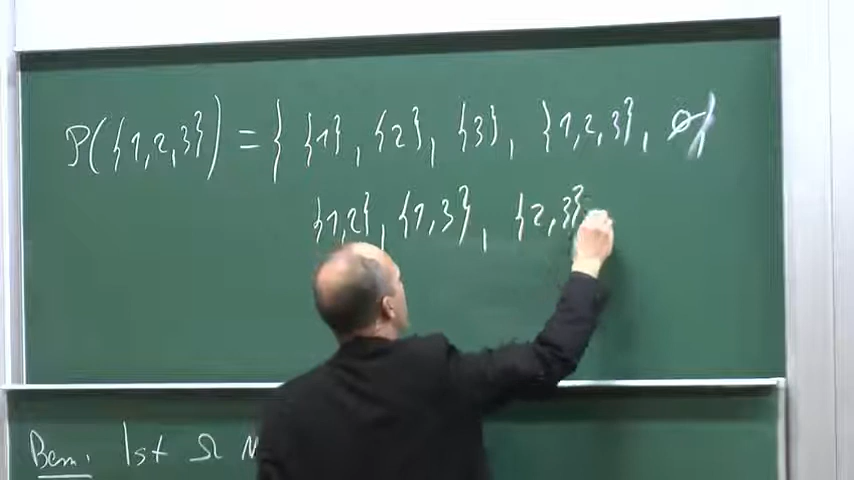 P({1,2,3}) = { {1}, {2}, {3}, {1,2,3}, ∅
{1,2}, {1,3}, {2,3}
Bem. Ist Ω